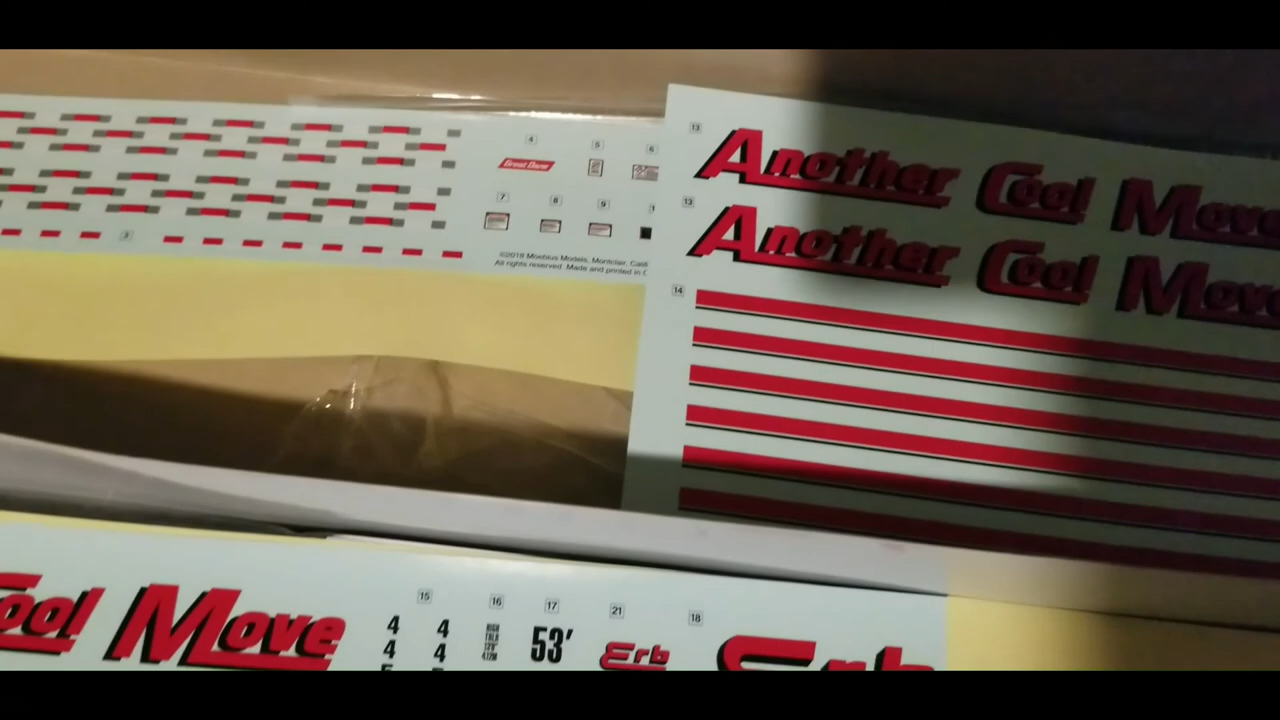 4
5
6
Great Dane
7
8
9
3
©2018 Moebius Models, Montclair, Cali
All rights reserved. Made and printed in C
13
Another Cool Move
13
Another Cool Move
14
Cool Move
15
4 4
4 4
16
HIGH
17
53'
21
Erb
18
Erb